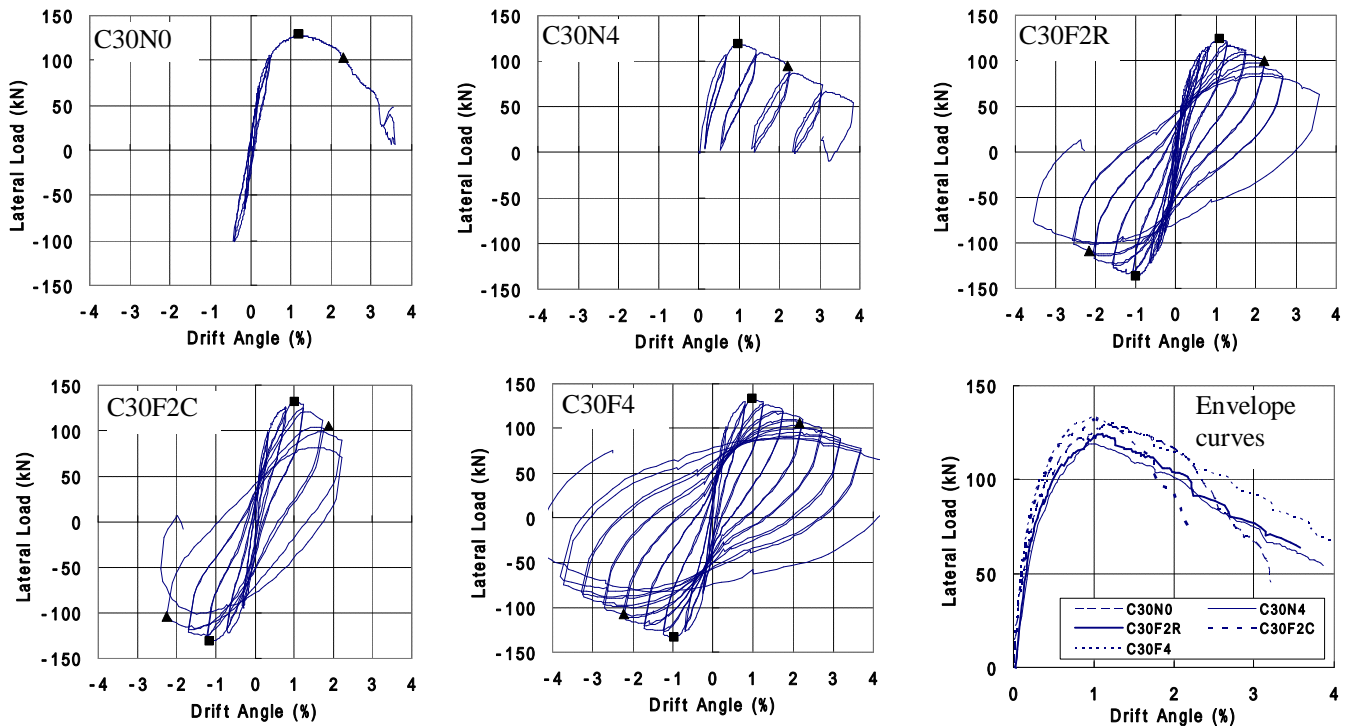 C30N0
Lateral Load (kN)
150
100
50
0
-50
-100
-150
-4 -3 -2 -1 0 1 2 3 4
Drift Angle (%)
C30N4
Lateral Load (kN)
150
100
50
0
-50
-100
-150
-4 -3 -2 -1 0 1 2 3 4
Drift Angle (%)
C30F2R
Lateral Load (kN)
150
100
50
0
-50
-100
-150
-4 -3 -2 -1 0 1 2 3 4
Drift Angle (%)
C30F2C
Lateral Load (kN)
150
100
50
0
-50
-100
-150
-4 -3 -2 -1 0 1 2 3 4
Drift Angle (%)
C30F4
Lateral Load (kN)
150
100
50
0
-50
-100
-150
-4 -3 -2 -1 0 1 2 3 4
Drift Angle (%)
Envelope
curves
Lateral Load (kN)
150
100
50
0
C30N0 C30N4
C30F2R C30F2C
C30F4
0 1 2 3 4
Drift Angle (%)